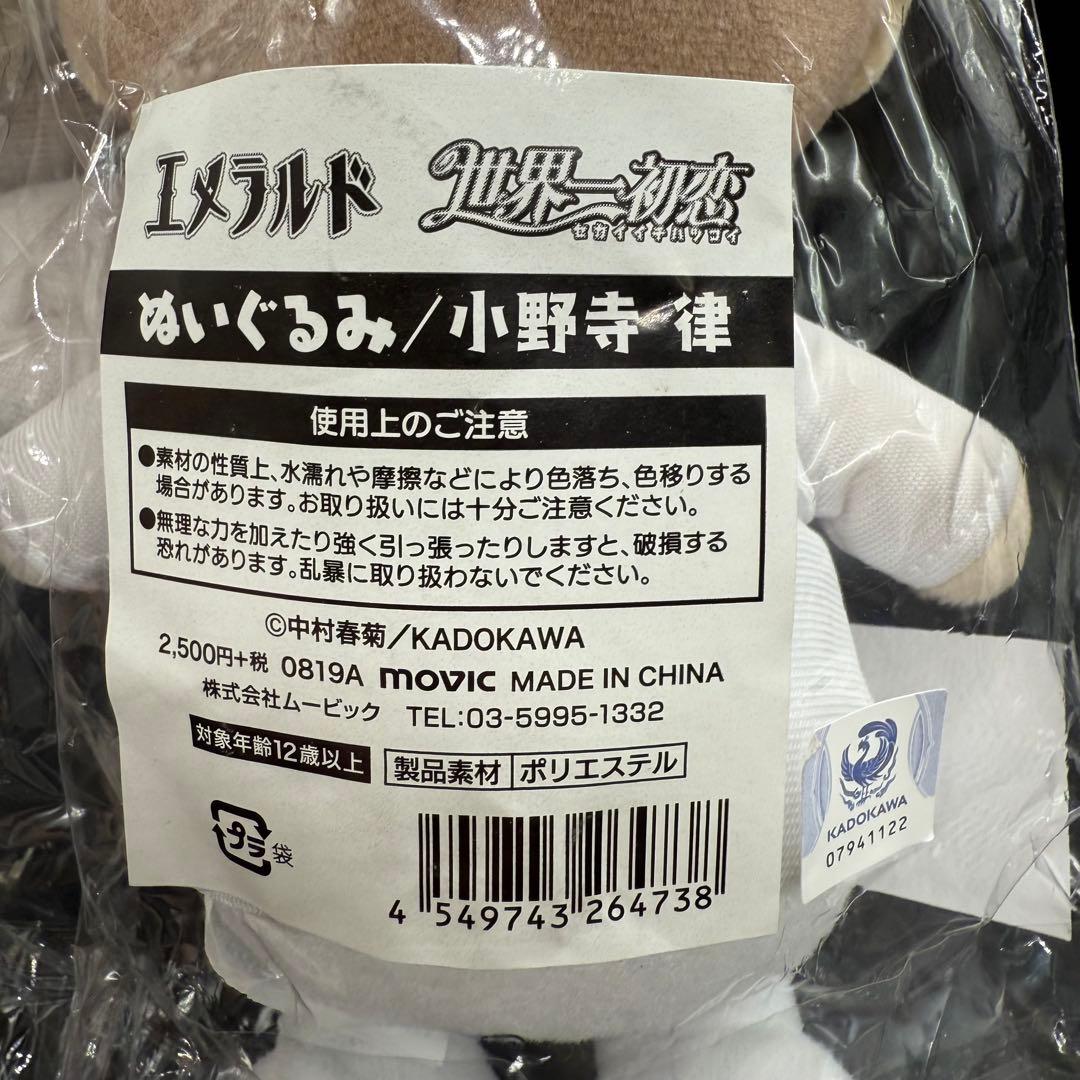 エメラルド 世界一初恋
セカイイチハツコイ
ぬいぐるみ/小野寺 律
使用上のご注意
●素材の性質上、水濡れや摩擦などにより色落ち、色移りする
場合があります。お取り扱いには十分ご注意ください。
●無理な力を加えたり強く引っ張ったりしますと、破損する
恐れがあります。乱暴に取り扱わないでください。
©中村春菊/KADOKAWA
2,500円+税 0819A movic MADE IN CHINA
株式会社ムービック TEL:03-5995-1332
対象年齢12歳以上 製品素材 ポリエステル
プラ 袋
4 549743 264738
KADOKAWA
07941122